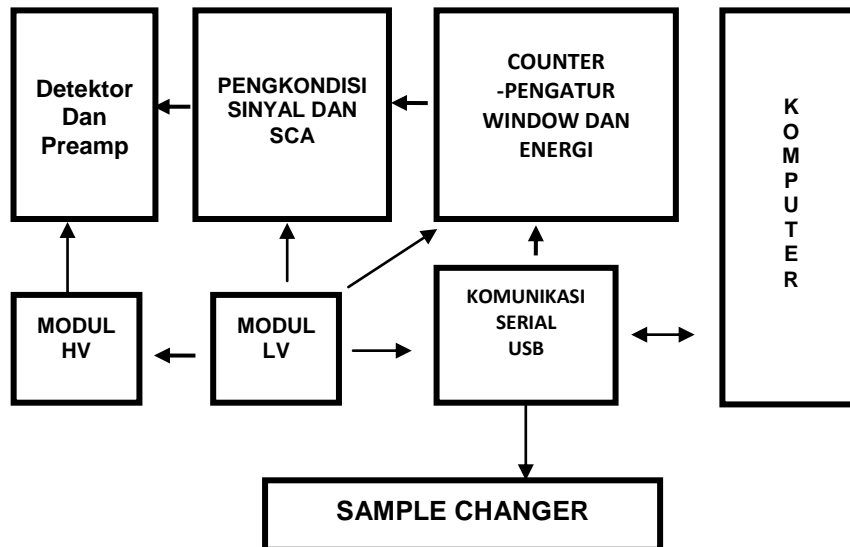 Detektor
Dan
Preamp
PENGKONDISI
SINYAL DAN
SCA
COUNTER
-PENGATUR
WINDOW DAN
ENERGI
K
O
M
P
U
T
E
R
MODUL
HV
MODUL
LV
KOMUNIKASI
SERIAL
USB
SAMPLE CHANGER